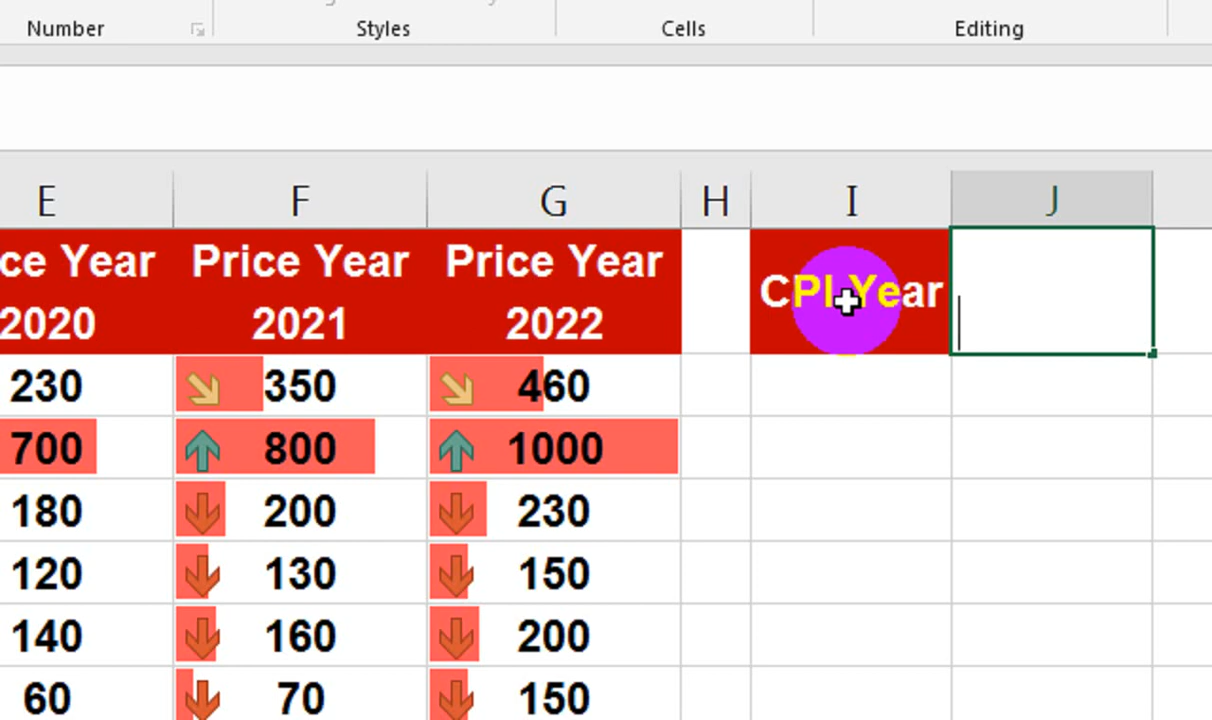 Number Styles Cells Editing
E F G H I J
ce Year Price Year Price Year CPI Year
2020 2021 2022
230 350 460
700 800 1000
180 200 230
120 130 150
140 160 200
60 70 150